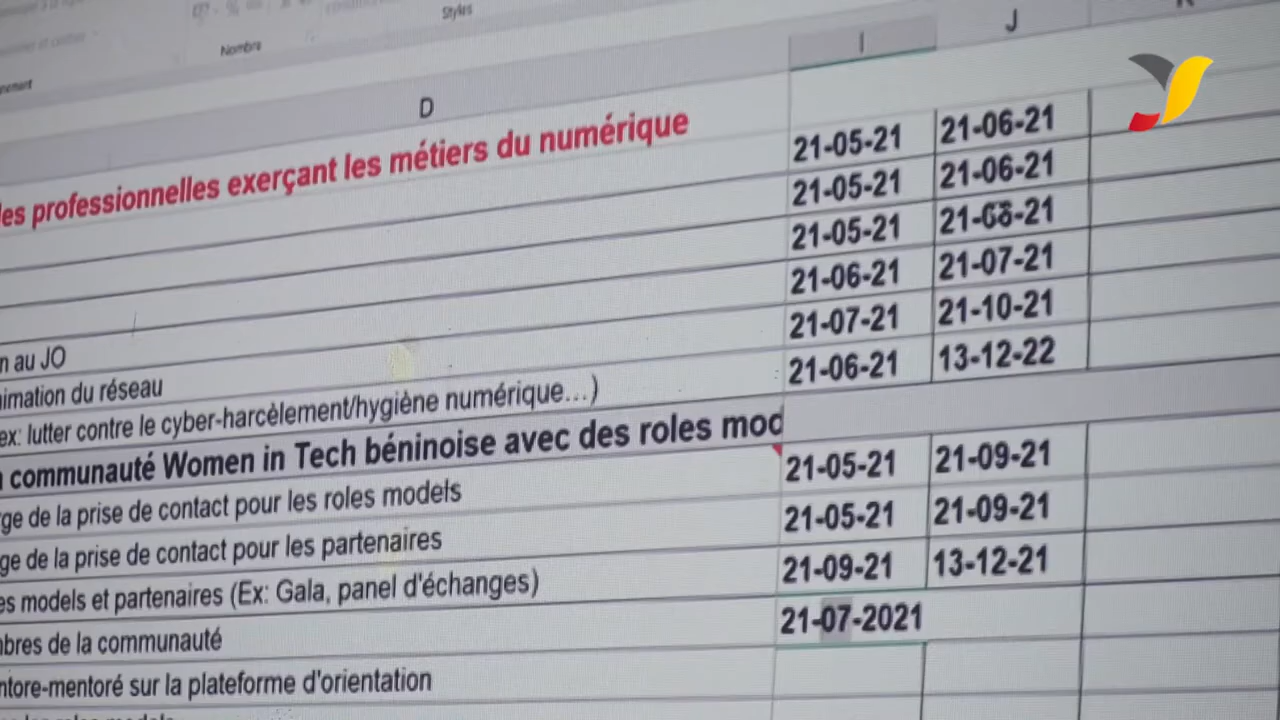 Styles
Nombre
D I J
les professionnelles exerçant les métiers du numérique
21-05-21 21-06-21
21-05-21 21-06-21
21-05-21
21-06-21 21-07-21
n au JO 21-07-21 21-10-21
nimation du réseau 21-06-21 13-12-22
ex: lutter contre le cyber-harcèlement/hygiène numérique...)
communauté Women in Tech béninoise avec des roles mod
rge de la prise de contact pour les roles models 21-05-21 21-09-21
ge de la prise de contact pour les partenaires 21-05-21 21-09-21
es models et partenaires (Ex: Gala, panel d'échanges) 21-09-21 13-12-21
mbres de la communauté 21-07-2021
ntore-mentoré sur la plateforme d'orientation